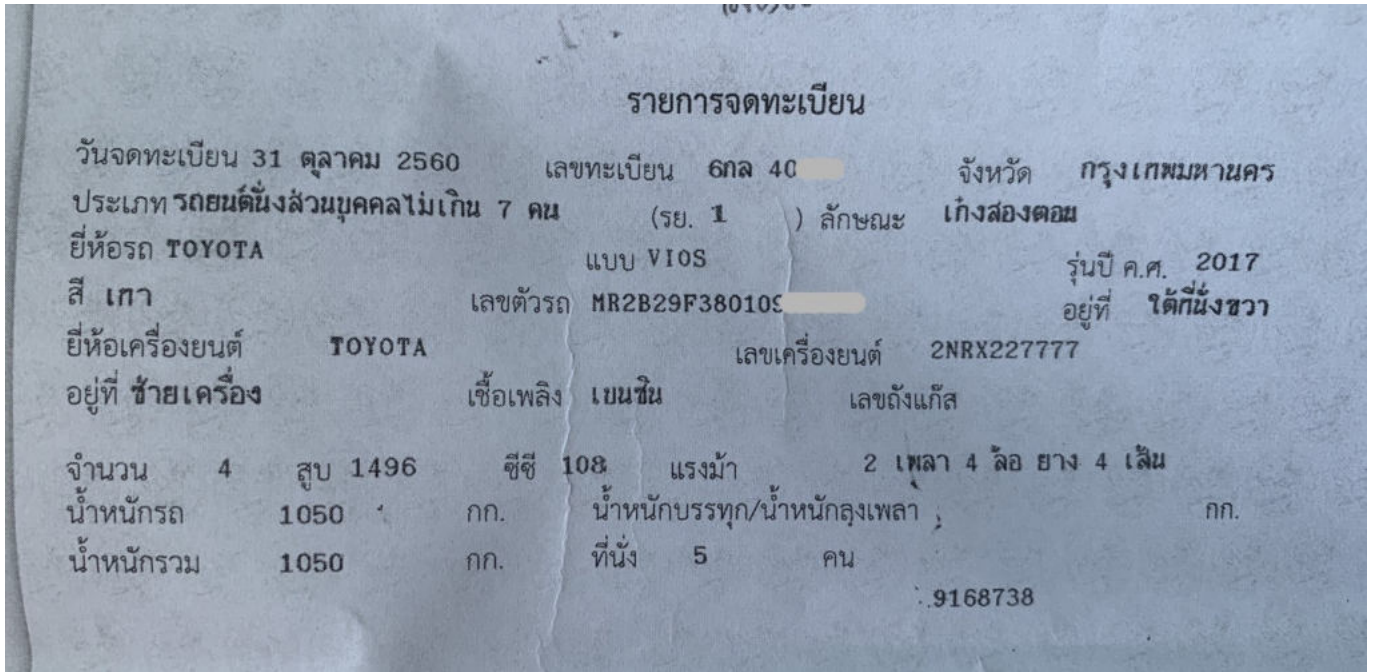 รายการจดทะเบียน
วันจดทะเบียน 31 ตุลาคม 2560 เลขทะเบียน 6กล 40 จังหวัด กรุงเทพมหานคร
ประเภท รถยนต์นั่งส่วนบุคคลไม่เกิน 7 คน (รย. 1 ) ลักษณะ เก๋งสองตอน
ยี่ห้อรถ TOYOTA แบบ VIOS รุ่นปี ค.ศ. 2017
สี เทา เลขตัวรถ MR2B29F380109 อยู่ที่ ใต้ที่นั่งขวา
ยี่ห้อเครื่องยนต์ TOYOTA เลขเครื่องยนต์ 2NRX227777
อยู่ที่ ซ้ายเครื่อง เชื้อเพลิง เบนซิน เลขถังแก๊ส
จำนวน 4 สูบ 1496 ซีซี 108 แรงม้า 2 เพลา 4 ล้อ ยาง 4 เส้น
น้ำหนักรถ 1050 กก. น้ำหนักบรรทุก/น้ำหนักลงเพลา กก.
น้ำหนักรวม 1050 กก. ที่นั่ง 5 คน
9168738